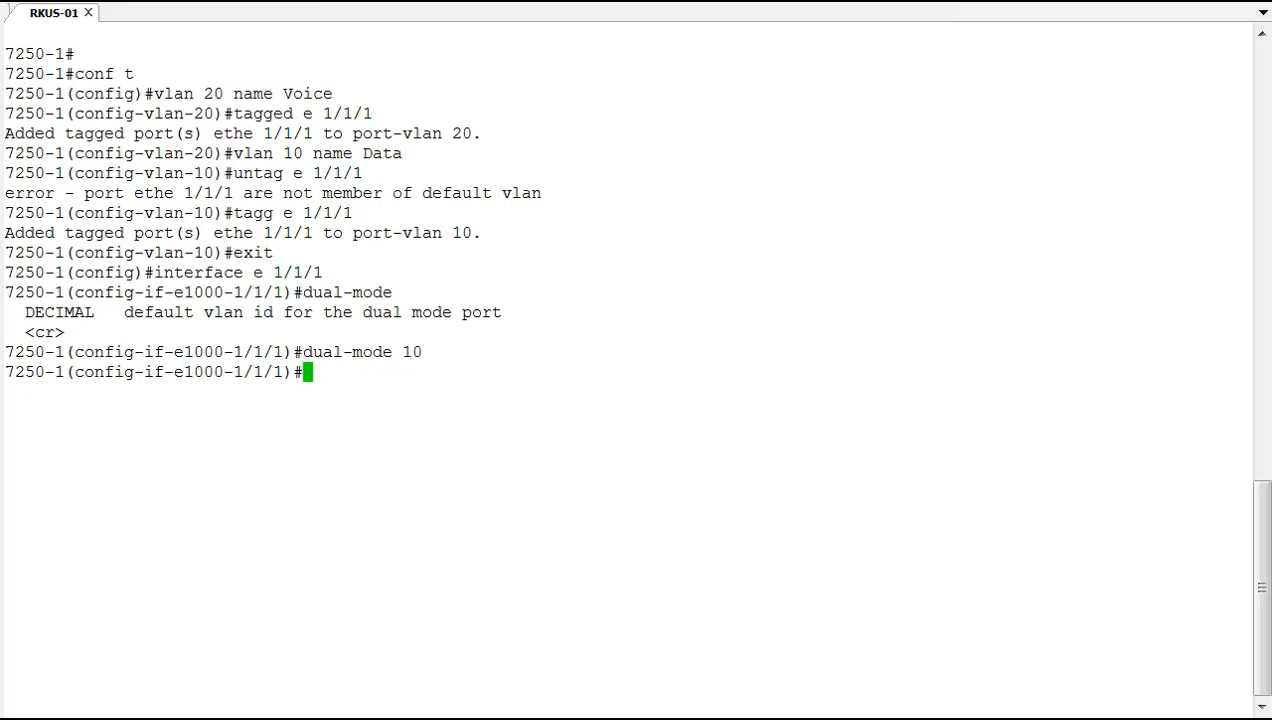 RKUS-01
7250-1#
7250-1#conf t
7250-1(config)#vlan 20 name Voice
7250-1(config-vlan-20)#tagged e 1/1/1
Added tagged port(s) ethe 1/1/1 to port-vlan 20.
7250-1(config-vlan-20)#vlan 10 name Data
7250-1(config-vlan-10)#untag e 1/1/1
error - port ethe 1/1/1 are not member of default vlan
7250-1(config-vlan-10)#tagg e 1/1/1
Added tagged port(s) ethe 1/1/1 to port-vlan 10.
7250-1(config-vlan-10)#exit
7250-1(config)#interface e 1/1/1
7250-1(config-if-e1000-1/1/1)#dual-mode
  DECIMAL   default vlan id for the dual mode port
  <cr>
7250-1(config-if-e1000-1/1/1)#dual-mode 10
7250-1(config-if-e1000-1/1/1)#